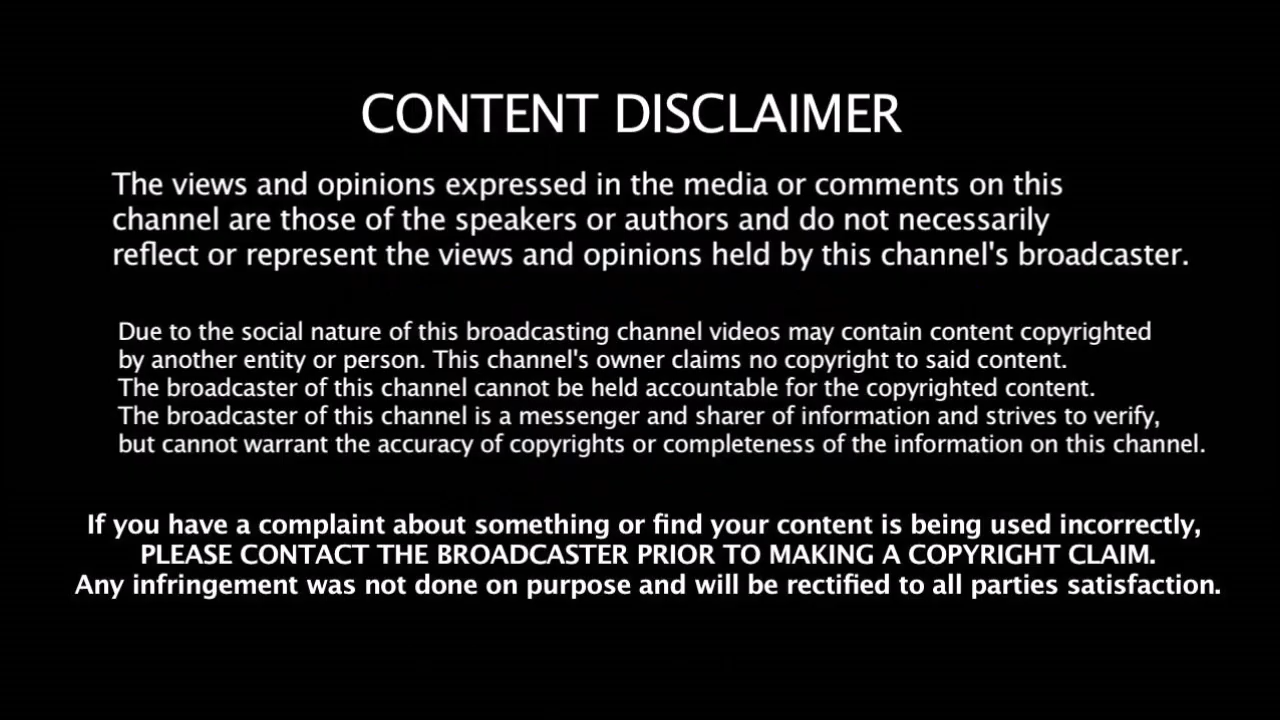 CONTENT DISCLAIMER
The views and opinions expressed in the media or comments on this
channel are those of the speakers or authors and do not necessarily
reflect or represent the views and opinions held by this channel's broadcaster.
Due to the social nature of this broadcasting channel videos may contain content copyrighted
by another entity or person. This channel's owner claims no copyright to said content.
The broadcaster of this channel cannot be held accountable for the copyrighted content.
The broadcaster of this channel is a messenger and sharer of information and strives to verify,
but cannot warrant the accuracy of copyrights or completeness of the information on this channel.
If you have a complaint about something or find your content is being used incorrectly,
PLEASE CONTACT THE BROADCASTER PRIOR TO MAKING A COPYRIGHT CLAIM.
Any infringement was not done on purpose and will be rectified to all parties satisfaction.